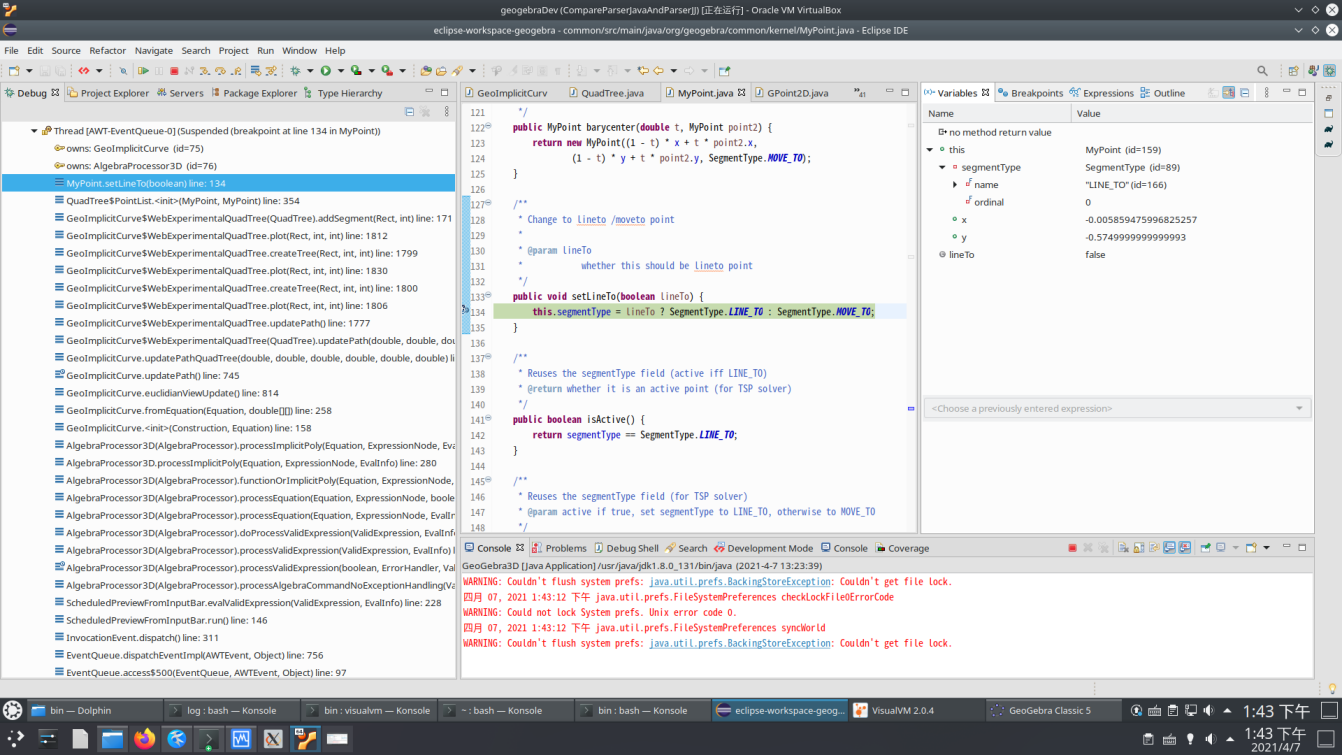 geogebraDev (CompareParserJavaAndParserJJ) [正在运行] - Oracle VM VirtualBox
eclipse-workspace-geogebra - common/src/main/java/org/geogebra/common/kernel/MyPoint.java - Eclipse IDE
File Edit Source Refactor Navigate Search Project Run Window Help
Debug Project Explorer Servers Package Explorer Type Hierarchy
Thread [AWT-EventQueue-0] (Suspended (breakpoint at line 134 in MyPoint))
owns: GeoImplicitCurve (id=75)
owns: AlgebraProcessor3D (id=76)
MyPoint.setLineTo(boolean) line: 134
QuadTree$PointList.<init>(MyPoint, MyPoint) line: 354
GeoImplicitCurve$WebExperimentalQuadTree(QuadTree).addSegment(Rect, int) line: 171
GeoImplicitCurve$WebExperimentalQuadTree.plot(Rect, int, int) line: 1812
GeoImplicitCurve$WebExperimentalQuadTree.createTree(Rect, int, int) line: 1799
GeoImplicitCurve$WebExperimentalQuadTree.plot(Rect, int, int) line: 1830
GeoImplicitCurve$WebExperimentalQuadTree.createTree(Rect, int, int) line: 1800
GeoImplicitCurve$WebExperimentalQuadTree.plot(Rect, int, int) line: 1806
GeoImplicitCurve$WebExperimentalQuadTree.updatePath() line: 1777
GeoImplicitCurve$WebExperimentalQuadTree(QuadTree).updatePath(double, double, dou
GeoImplicitCurve.updatePathQuadTree(double, double, double, double, double, double) li
GeoImplicitCurve.updatePath() line: 745
GeoImplicitCurve.euclidianViewUpdate() line: 814
GeoImplicitCurve.fromEquation(Equation, double[][]) line: 258
GeoImplicitCurve.<init>(Construction, Equation) line: 158
AlgebraProcessor3D(AlgebraProcessor).processImplicitPoly(Equation, ExpressionNode, Eva
AlgebraProcessor3D.processImplicitPoly(Equation, ExpressionNode, EvalInfo) line: 280
AlgebraProcessor3D(AlgebraProcessor).functionOrImplicitPoly(Equation, ExpressionNode,
AlgebraProcessor3D(AlgebraProcessor).processEquation(Equation, ExpressionNode, boole
AlgebraProcessor3D(AlgebraProcessor).processEquation(Equation, ExpressionNode, EvalIn
AlgebraProcessor3D(AlgebraProcessor).doProcessValidExpression(ValidExpression, EvalInf
AlgebraProcessor3D(AlgebraProcessor).processValidExpression(ValidExpression, EvalInfo) l
AlgebraProcessor3D(AlgebraProcessor).processValidExpression(boolean, ErrorHandler, Val
AlgebraProcessor3D(AlgebraProcessor).processAlgebraCommandNoExceptionHandling(Va
ScheduledPreviewFromInputBar.evalValidExpression(ValidExpression, EvalInfo) line: 228
ScheduledPreviewFromInputBar.run() line: 146
InvocationEvent.dispatch() line: 311
EventQueue.dispatchEventImpl(AWTEvent, Object) line: 756
EventQueue.access$500(EventQueue, AWTEvent, Object) line: 97
GeoImplicitCurv QuadTree.java MyPoint.java GPoint2D.java »41
121 */
122 public MyPoint barycenter(double t, MyPoint point2) {
123 return new MyPoint((1 - t) * x + t * point2.x,
124 (1 - t) * y + t * point2.y, SegmentType.MOVE_TO);
125 }
126
127 /**
128 * Change to lineto /moveto point
129 *
130 * @param lineTo
131 * whether this should be lineto point
132 */
133 public void setLineTo(boolean lineTo) {
134 this.segmentType = lineTo ? SegmentType.LINE_TO : SegmentType.MOVE_TO;
135 }
136
137 /**
138 * Reuses the segmentType field (active iff LINE_TO)
139 * @return whether it is an active point (for TSP solver)
140 */
141 public boolean isActive() {
142 return segmentType == SegmentType.LINE_TO;
143 }
144
145 /**
146 * Reuses the segmentType field (for TSP solver)
147 * @param active if true, set segmentType to LINE_TO, otherwise to MOVE_TO
148 */
Variables Breakpoints Expressions Outline
Name Value
no method return value
this MyPoint (id=159)
segmentType SegmentType (id=89)
name "LINE_TO" (id=166)
ordinal 0
x -0.005859475996825257
y -0.5749999999999993
lineTo false
<Choose a previously entered expression>
Console Problems Debug Shell Search Development Mode Console Coverage
GeoGebra3D [Java Application] /usr/java/jdk1.8.0_131/bin/java (2021-4-7 13:23:39)
WARNING: Couldn't flush system prefs: java.util.prefs.BackingStoreException: Couldn't get file lock.
四月 07, 2021 1:43:12 下午 java.util.prefs.FileSystemPreferences checkLockFile0ErrorCode
WARNING: Could not lock System prefs. Unix error code 0.
四月 07, 2021 1:43:12 下午 java.util.prefs.FileSystemPreferences syncWorld
WARNING: Couldn't flush system prefs: java.util.prefs.BackingStoreException: Couldn't get file lock.
bin — Dolphin log : bash — Konsole bin : visualvm — Konsole ~ : bash — Konsole bin : bash — Konsole eclipse-workspace-geog... VisualVM 2.0.4 GeoGebra Classic 5 1:43 下午
1:43 下午
2021/4/7